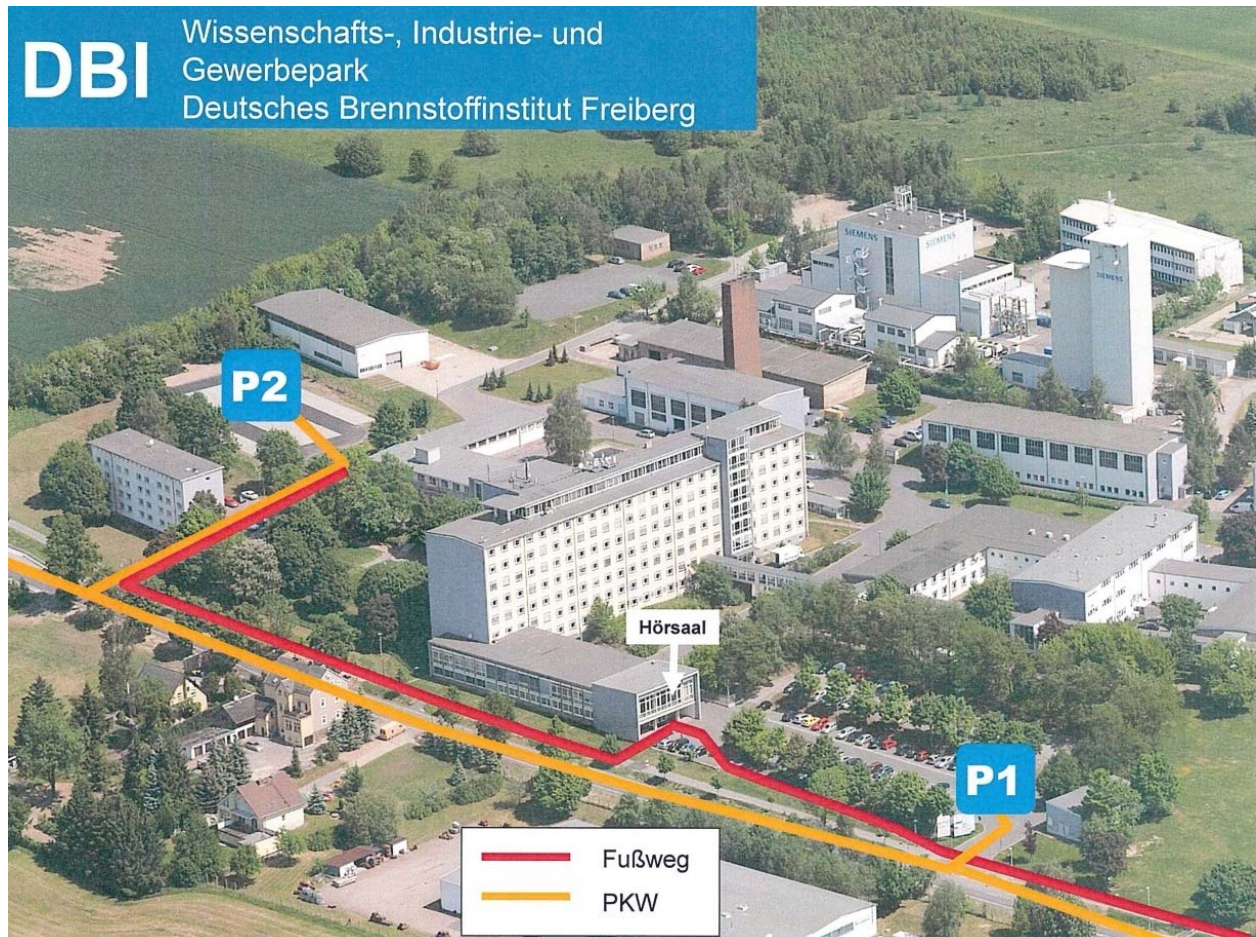 DBI
Wissenschafts-, Industrie- und
Gewerbepark
Deutsches Brennstoffinstitut Freiberg
SIEMENS
SIEMENS
SIEMENS
P2
Hörsaal
P1
Fußweg
PKW